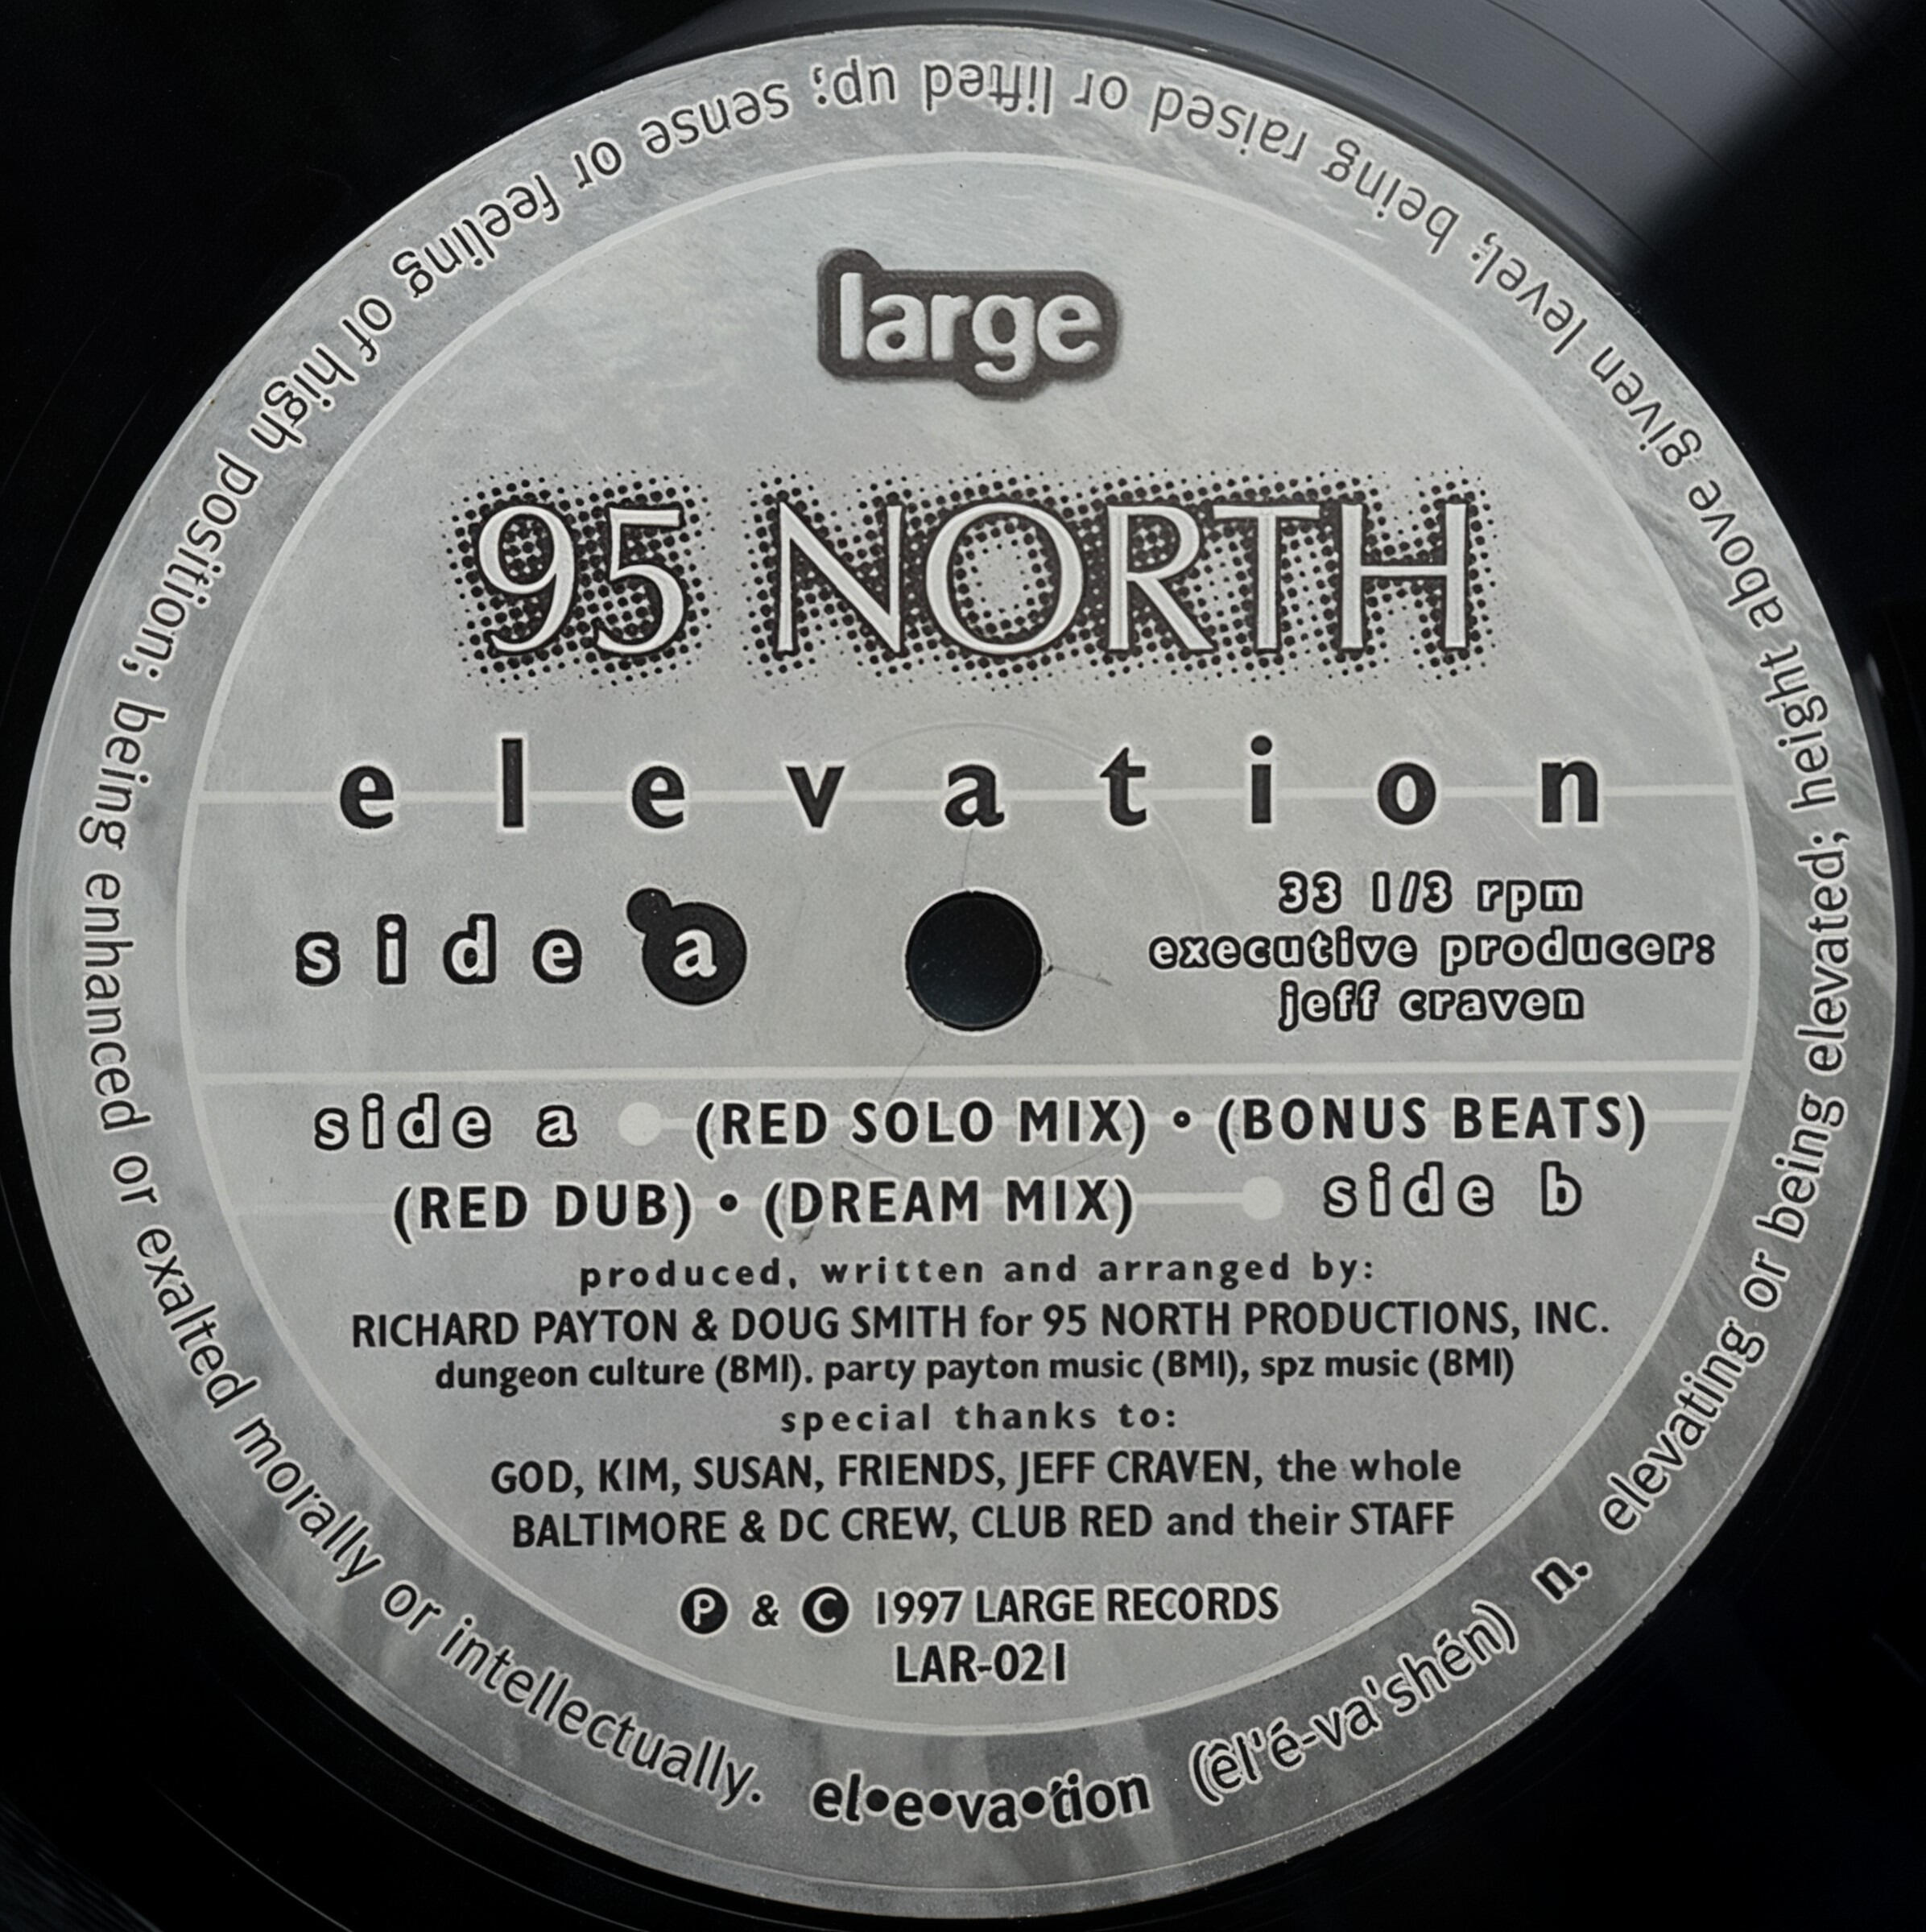 large
95 NORTH
elevation
side a
33 1/3 rpm
executive producer:
jeff craven
side a (RED SOLO MIX) • (BONUS BEATS)
(RED DUB) • (DREAM MIX) side b
produced, written and arranged by:
RICHARD PAYTON & DOUG SMITH for 95 NORTH PRODUCTIONS, INC.
dungeon culture (BMI). party payton music (BMI), spz music (BMI)
special thanks to:
GOD, KIM, SUSAN, FRIENDS, JEFF CRAVEN, the whole
BALTIMORE & DC CREW, CLUB RED and their STAFF
Ⓟ & © 1997 LARGE RECORDS
LAR-021
el•e•va•tion (êl'é-va'shén) n. elevating or being elevated; height above given level; being raised or lifted up; sense or feeling of high position; being enhanced or exalted morally or intellectually.